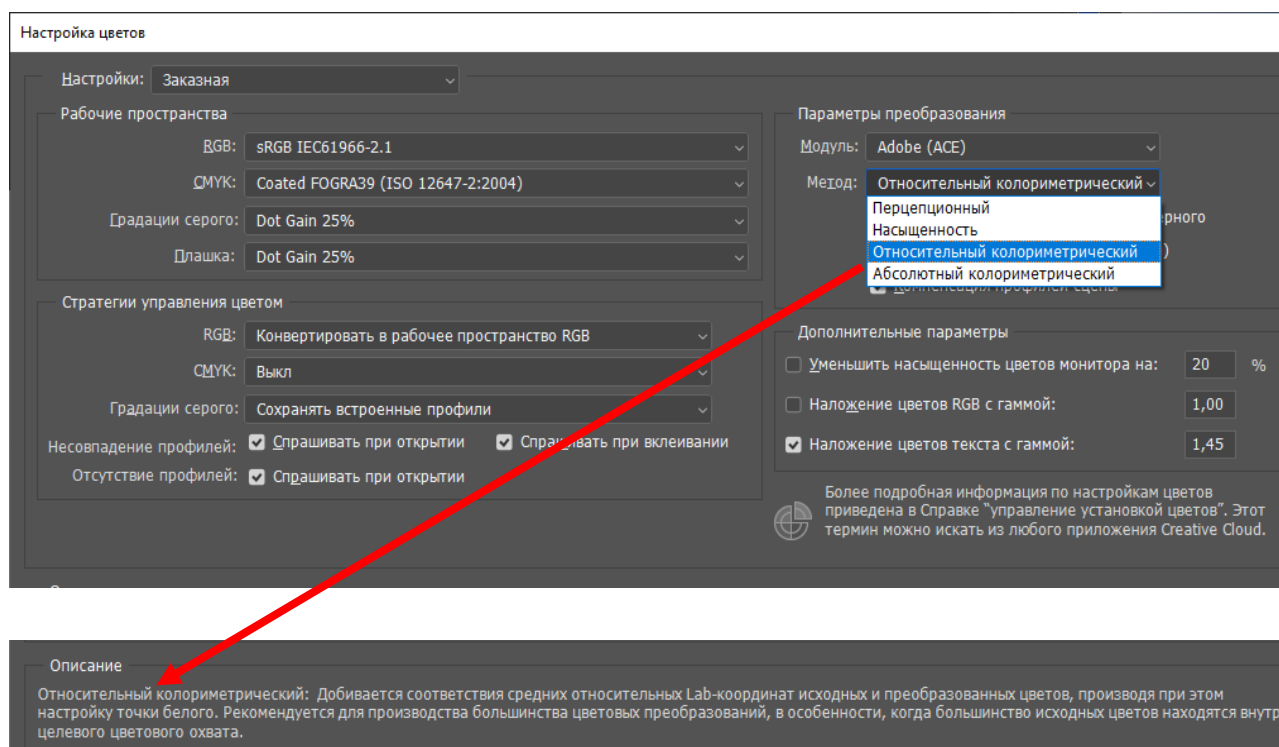 Настройка цветов
Настройки: Заказная
Рабочие пространства
RGB: sRGB IEC61966-2.1
CMYK: Coated FOGRA39 (ISO 12647-2:2004)
Градации серого: Dot Gain 25%
Плашка: Dot Gain 25%
Стратегии управления цветом
RGB: Конвертировать в рабочее пространство RGB
CMYK: Выкл
Градации серого: Сохранять встроенные профили
Несовпадение профилей: Спрашивать при открытии Спрашивать при вклеивании
Отсутствие профилей: Спрашивать при открытии
Параметры преобразования
Модуль: Adobe (ACE)
Метод: Относительный колориметрический
Перцепционный
Насыщенность
Относительный колориметрический
Абсолютный колориметрический
Дополнительные параметры
Уменьшить насыщенность цветов монитора на: 20 %
Наложение цветов RGB с гаммой: 1,00
Наложение цветов текста с гаммой: 1,45
Более подробная информация по настройкам цветов
приведена в Справке "управление установкой цветов". Этот
термин можно искать из любого приложения Creative Cloud.
Описание
Относительный колориметрический: Добивается соответствия средних относительных Lab-координат исходных и преобразованных цветов, производя при этом
настройку точки белого. Рекомендуется для производства большинства цветовых преобразований, в особенности, когда большинство исходных цветов находятся внутр
целевого цветового охвата.